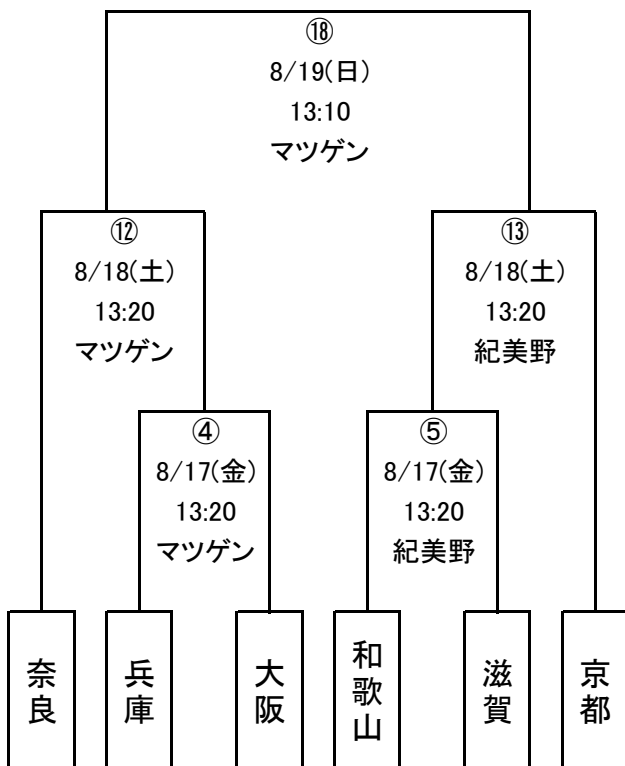 ⑱
8/19(日)
13:10
マツゲン
⑫
8/18(土)
13:20
マツゲン
⑬
8/18(土)
13:20
紀美野
④
8/17(金)
13:20
マツゲン
⑤
8/17(金)
13:20
紀美野
奈良
兵庫
大阪
和歌山
滋賀
京都